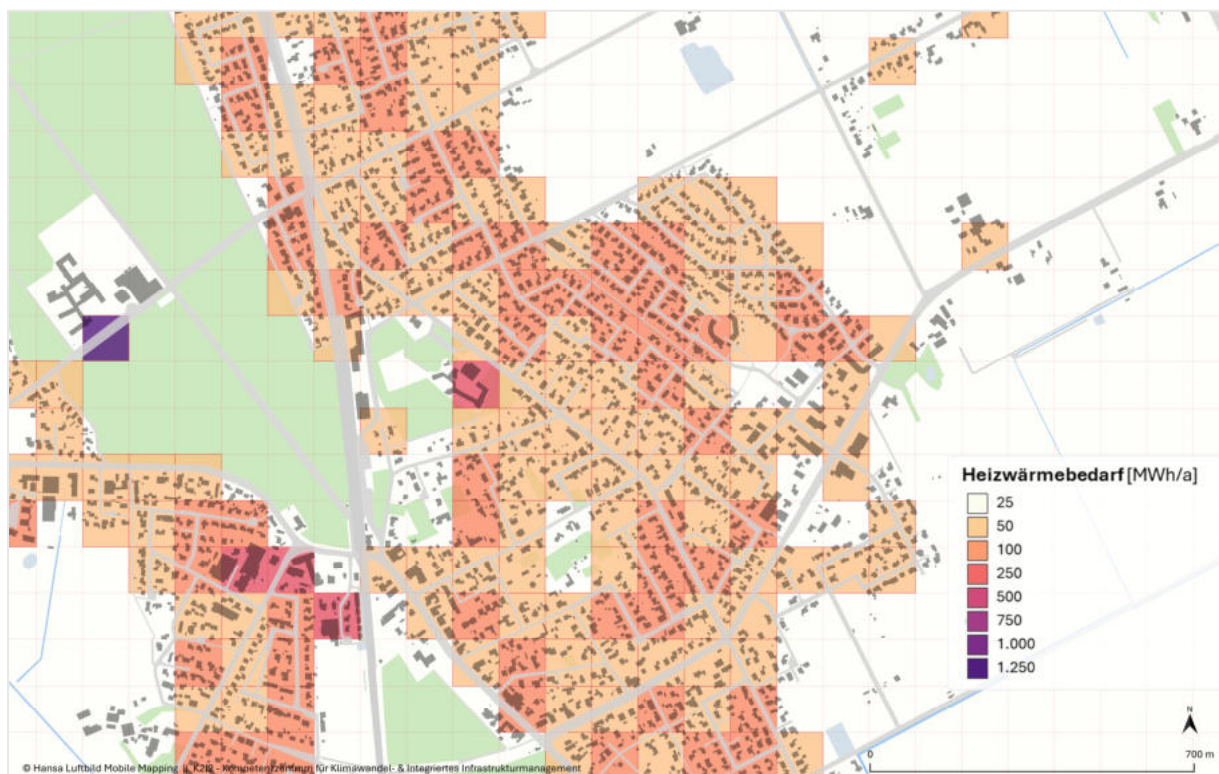 Heizwärmebedarf [MWh/a]
25
50
100
250
500
750
1.000
1.250
N
0 700 m
© Hansa Luftbild Mobile Mapping || K2I2 - Kompetenzzentrum für Klimawandel- & Integriertes Infrastrukturmanagement